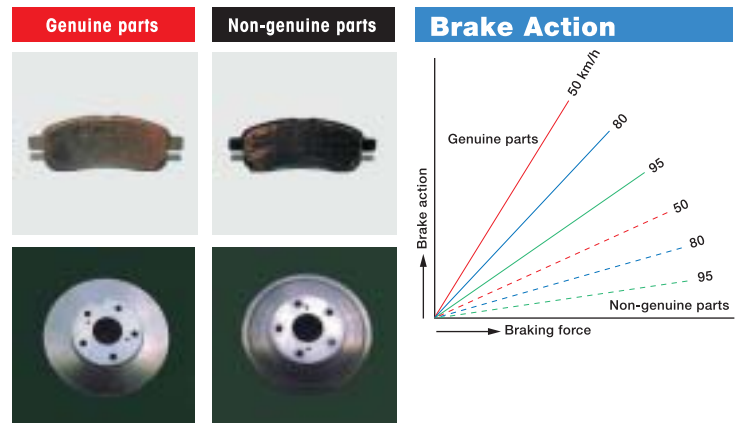 Genuine parts
Non-genuine parts
Brake Action
50 km/h
80
Genuine parts
95
50
80
95
Brake action
Non-genuine parts
Braking force